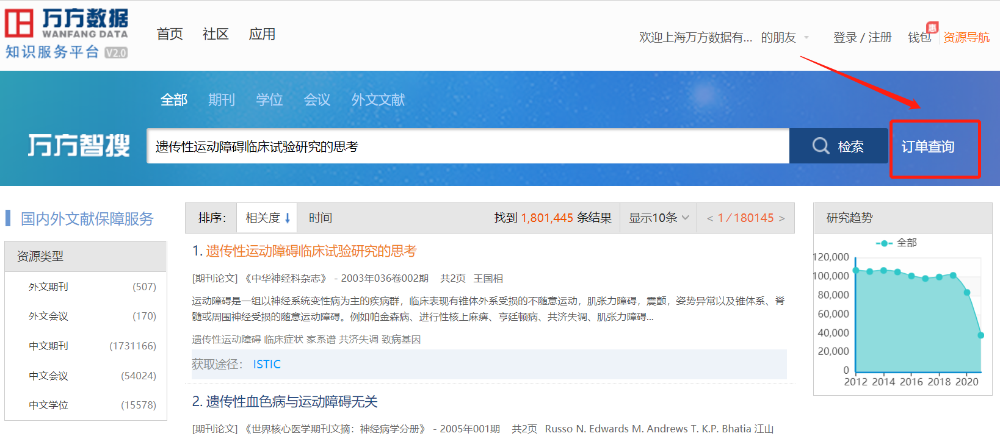 万方数据
WANFANG DATA
知识服务平台 V2.0
首页 社区 应用
欢迎上海万方数据有... 的朋友 登录 / 注册 钱包 惠 资源导航
全部 期刊 学位 会议 外文文献
万方智搜
遗传性运动障碍临床试验研究的思考
检索
订单查询
国内外文献保障服务
资源类型
外文期刊 (507)
外文会议 (170)
中文期刊 (1731166)
中文会议 (54024)
中文学位 (15578)
排序： 相关度 时间 找到 1,801,445 条结果 显示10条 < 1 / 180145 >
1. 遗传性运动障碍临床试验研究的思考
[期刊论文] 《中华神经科杂志》 - 2003年036卷002期 共2页 王国相
运动障碍是一组以神经系统变性病为主的疾病群，临床表现有锥体外系受损的不随意运动，肌张力障碍，震颤，姿势异常以及锥体系、脊
髓或周围神经受损的随意运动障碍。例如帕金森病、进行性核上麻痹、亨廷顿病、共济失调、肌张力障碍...
遗传性运动障碍 临床症状 家系谱 共济失调 致病基因
获取途径： ISTIC
2. 遗传性血色病与运动障碍无关
[期刊论文] 《世界核心医学期刊文摘：神经病学分册》 - 2005年001期 共2页 Russo N. Edwards M. Andrews T. K.P. Bhatia 江山
研究趋势
全部
120,000
100,000
80,000
60,000
40,000
20,000
0
2012 2014 2016 2018 2020